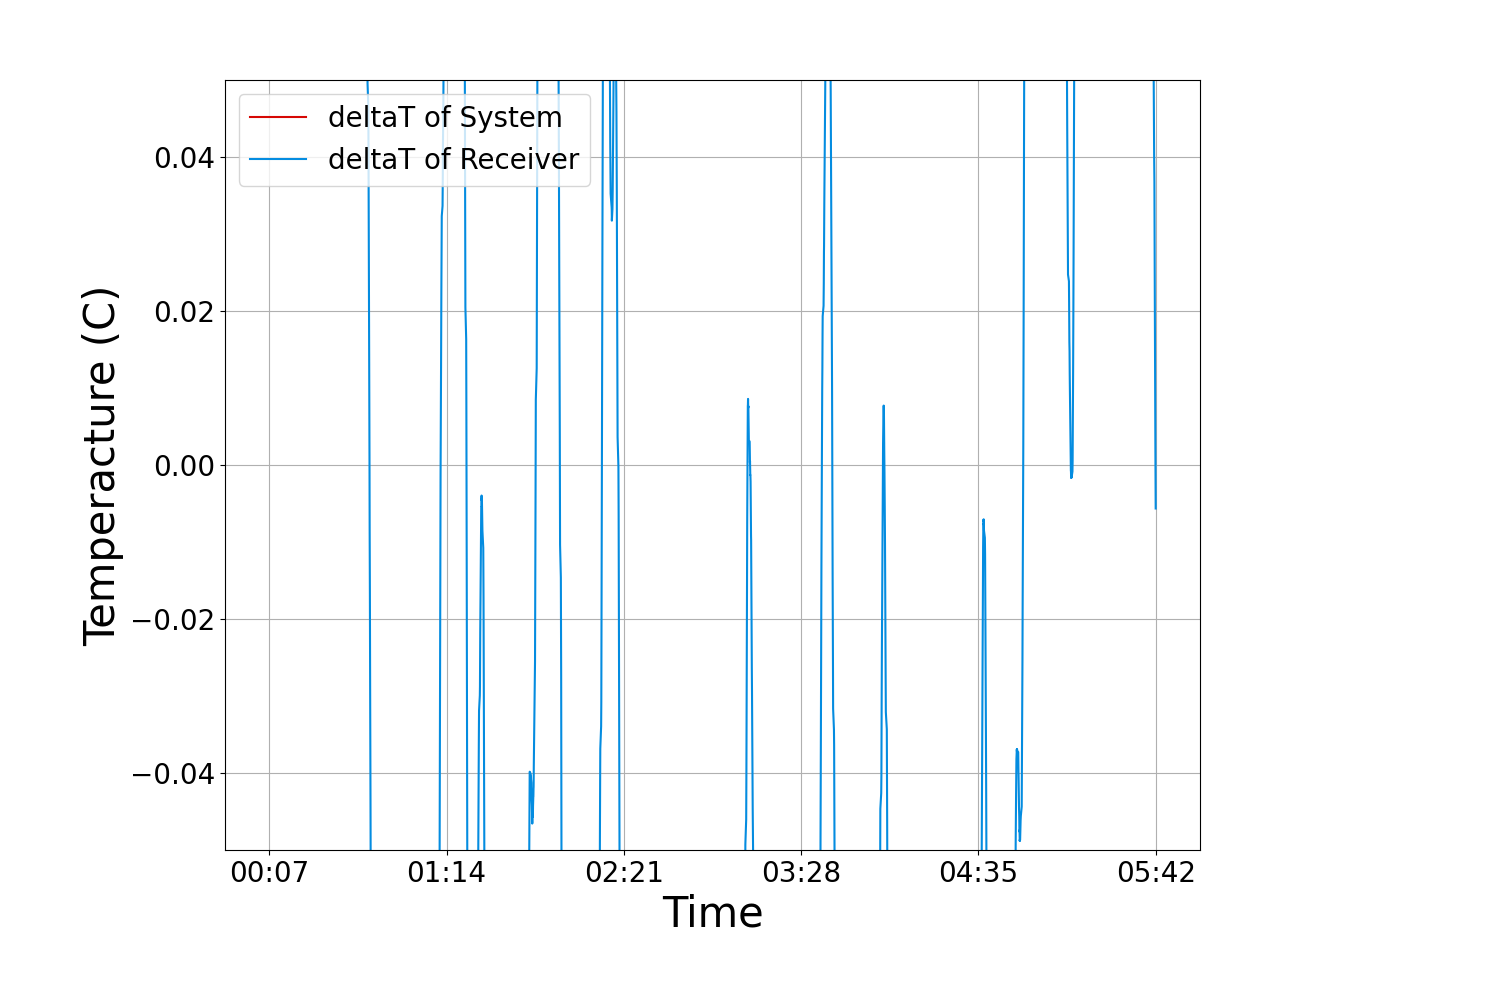 deltaT of System
deltaT of Receiver
0.04
0.02
0.00
−0.02
−0.04
Temperacture (C)
00:07 01:14 02:21 03:28 04:35 05:42
Time